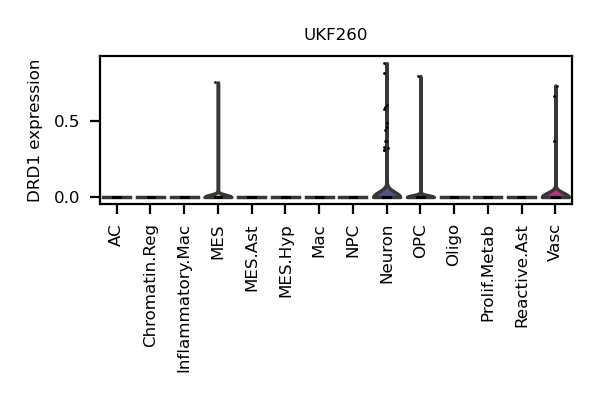 UKF260
DRD1 expression
0.5
0.0
AC
Chromatin.Reg
Inflammatory.Mac
MES
MES.Ast
MES.Hyp
Mac
NPC
Neuron
OPC
Oligo
Prolif.Metab
Reactive.Ast
Vasc